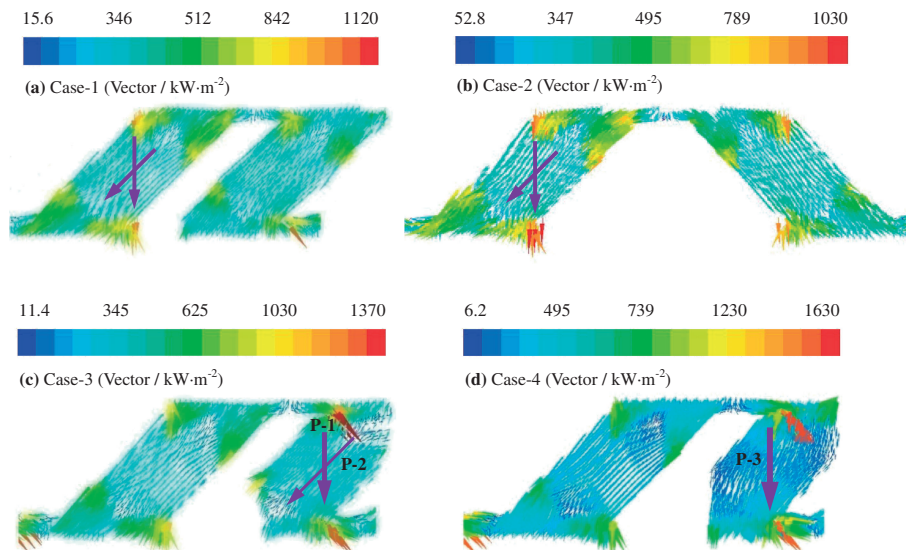 15.6 346 512 842 1120
(a) Case-1 (Vector / kW·m-2)
52.8 347 495 789 1030
(b) Case-2 (Vector / kW·m-2)
11.4 345 625 1030 1370
(c) Case-3 (Vector / kW·m-2)
P-1
P-2
6.2 495 739 1230 1630
(d) Case-4 (Vector / kW·m-2)
P-3